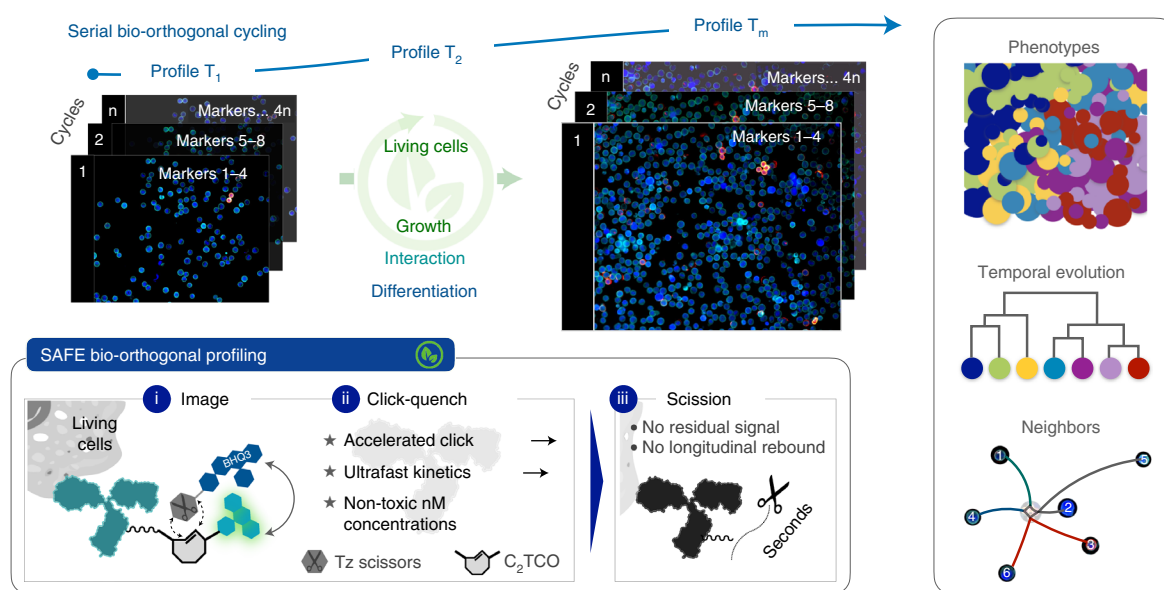 Serial bio-orthogonal cycling
Profile T1
Profile T2
Profile Tm
Cycles
n
Markers... 4n
2
Markers 5–8
1
Markers 1–4
Living cells
Growth
Interaction
Differentiation
Cycles
n
Markers... 4n
2
Markers 5–8
1
Markers 1–4
Phenotypes
Temporal evolution
Neighbors
1
5
4
2
3
6
SAFE bio-orthogonal profiling
i
Image
Living
cells
BHQ3
ii
Click-quench
Accelerated click
Ultrafast kinetics
Non-toxic nM
concentrations
Tz scissors
C2TCO
iii
Scission
• No residual signal
• No longitudinal rebound
Seconds